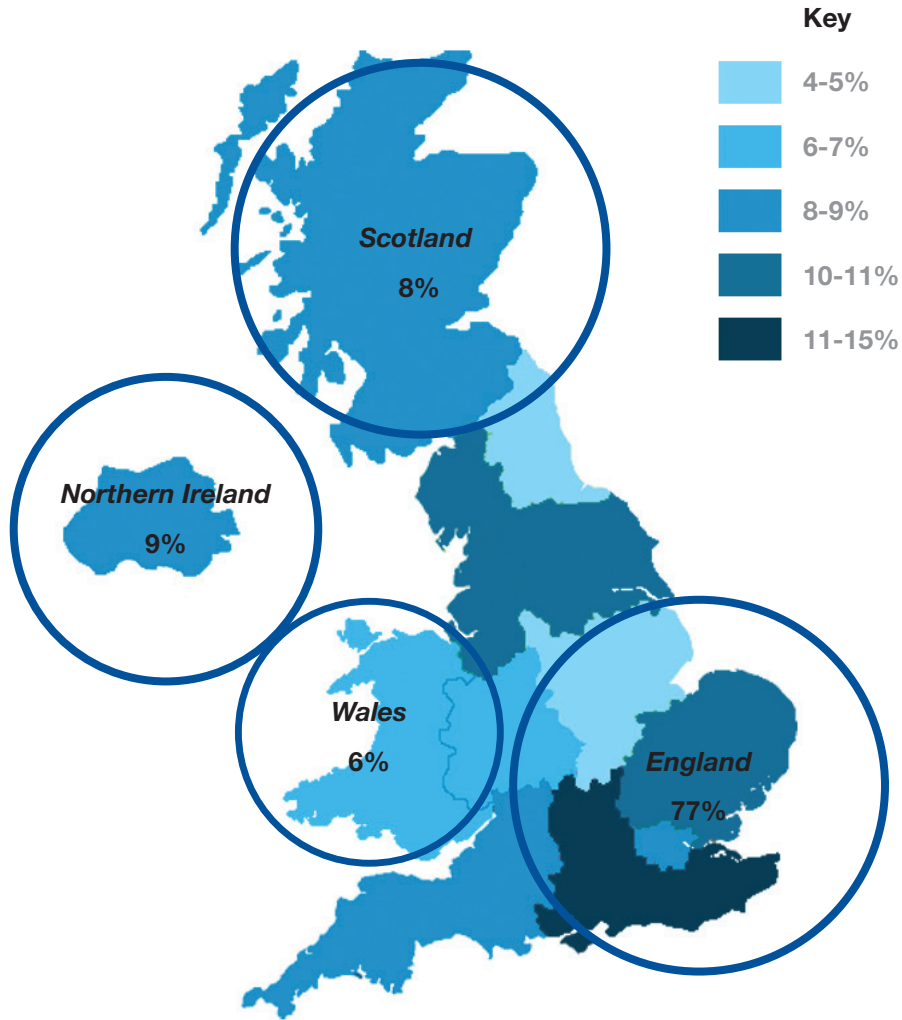 Key
4-5%
6-7%
8-9%
10-11%
11-15%
Scotland
8%
Northern Ireland
9%
Wales
6%
England
77%